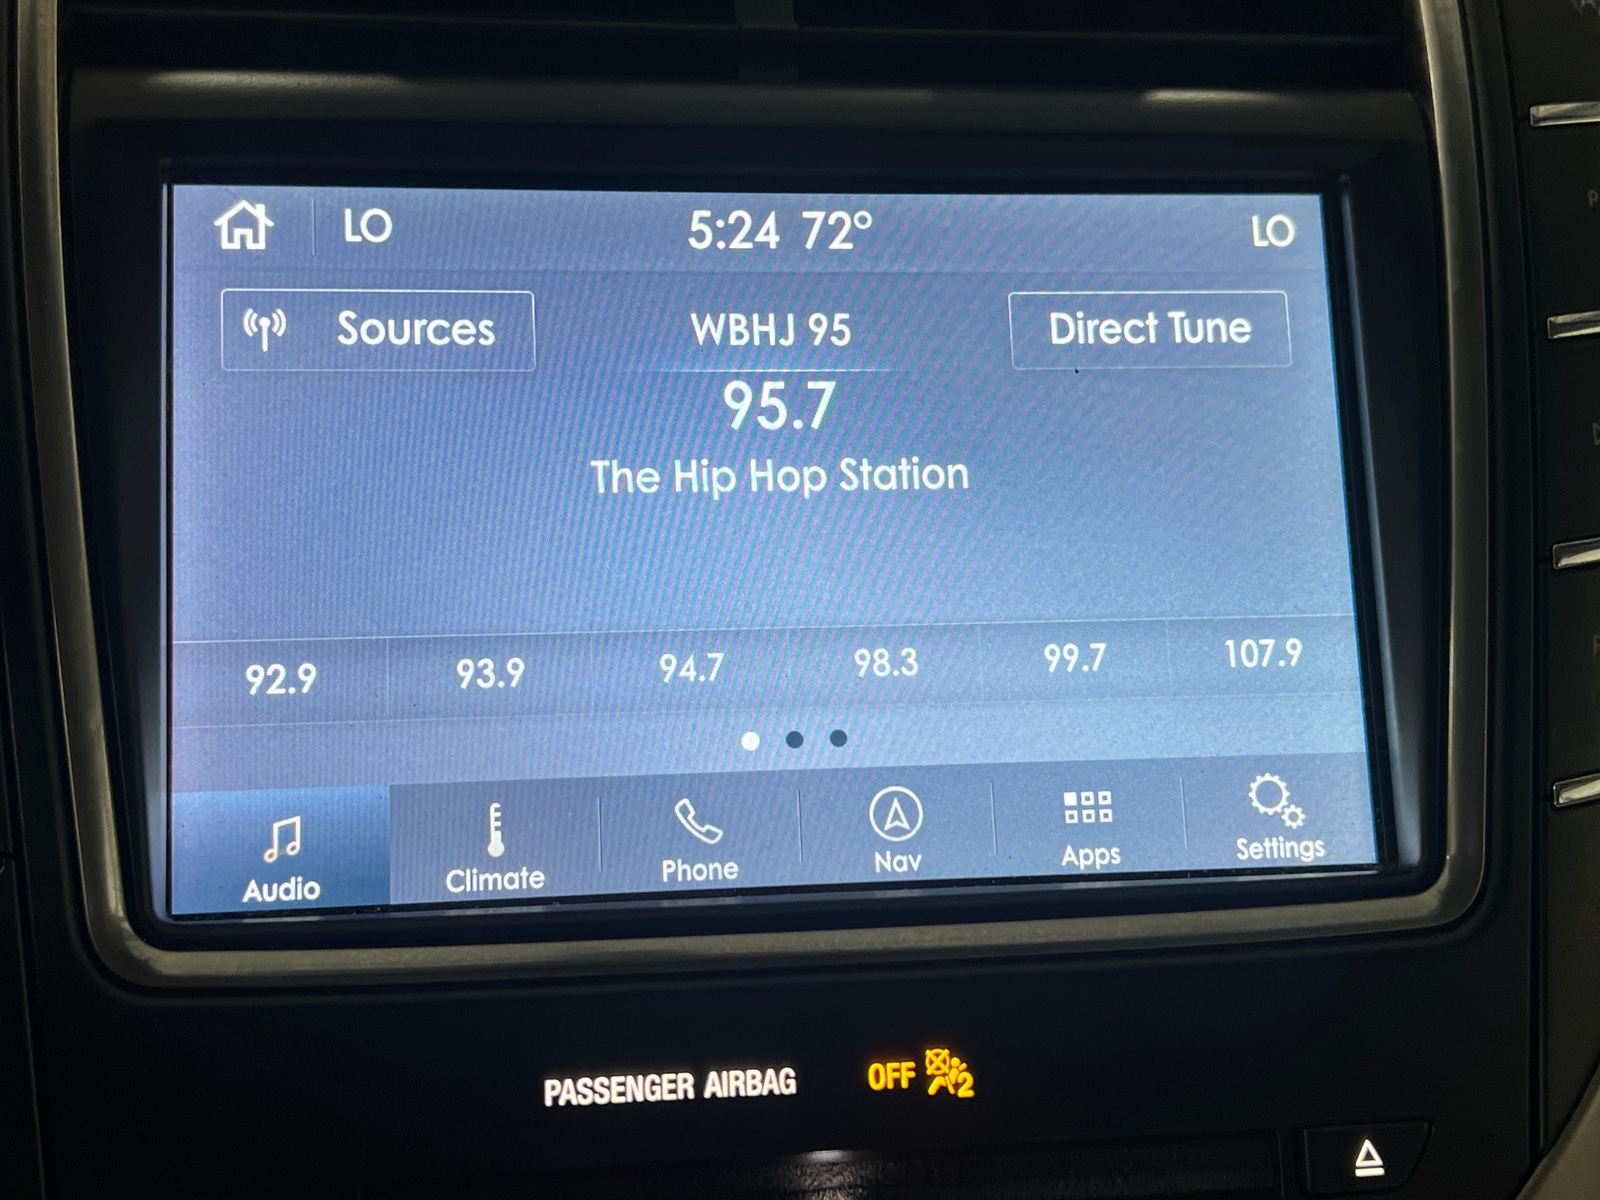 LO 5:24 72° LO
Sources WBHJ 95 Direct Tune
95.7
The Hip Hop Station
92.9 93.9 94.7 98.3 99.7 107.9
Audio Climate Phone Nav Apps Settings
PASSENGER AIRBAG OFF 2